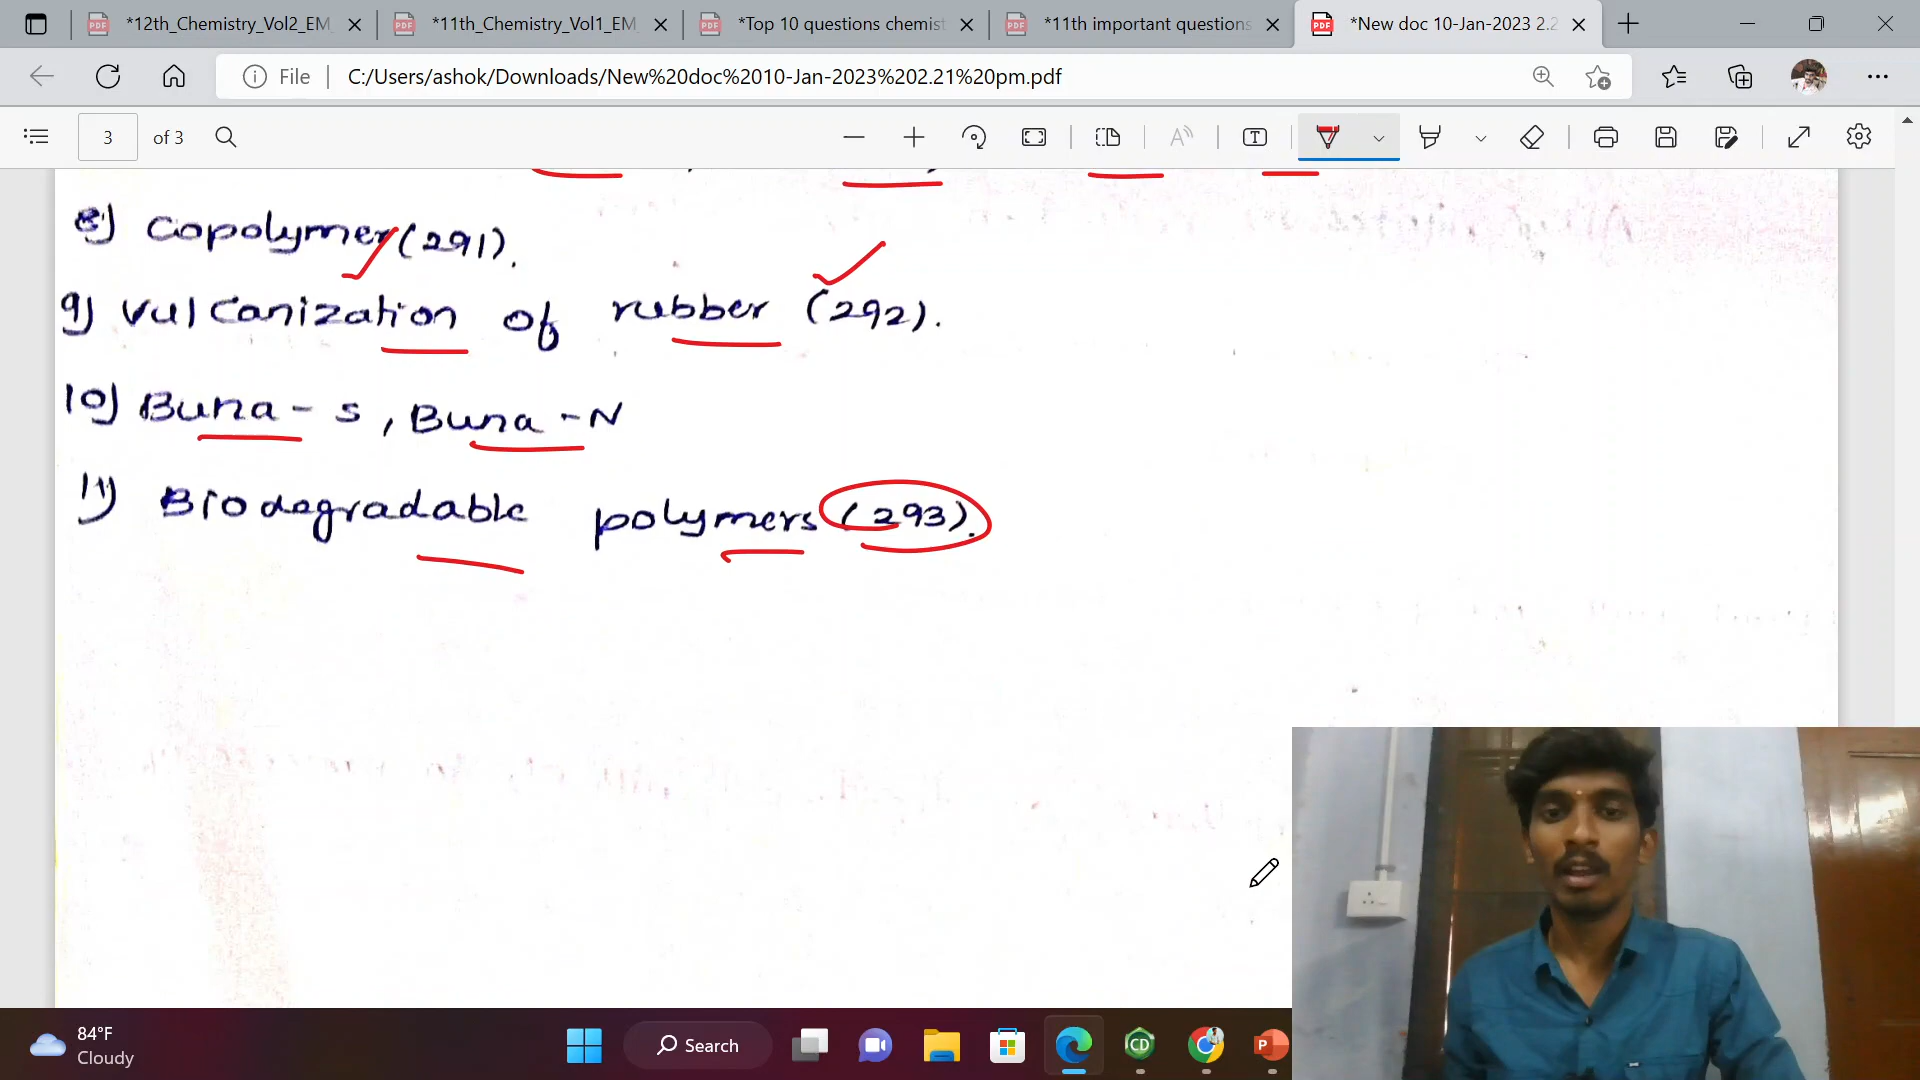 *12th_Chemistry_Vol2_EM
*11th_Chemistry_Vol1_EM
*Top 10 questions chemist
*11th important questions
*New doc 10-Jan-2023 2.2
File
C:/Users/ashok/Downloads/New%20doc%2010-Jan-2023%202.21%20pm.pdf
3 of 3
8) Copolymer (291).
9) Vulcanization of rubber (292).
10) Buna - S, Buna - N
11) Biodegradable polymers (293).
84°F
Cloudy
Search